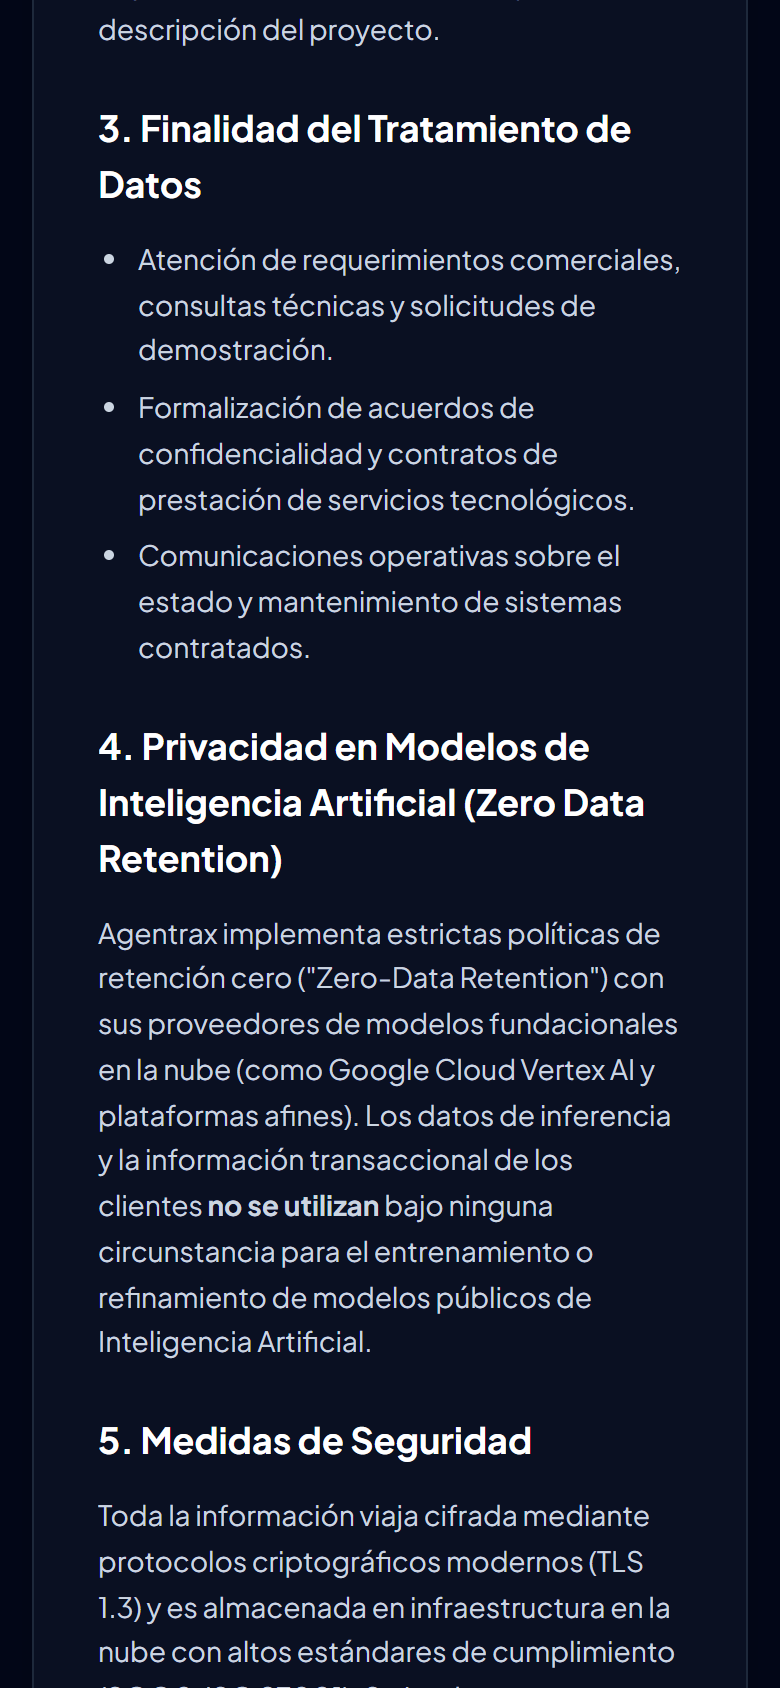 descripción del proyecto.
3. Finalidad del Tratamiento de
Datos
• Atención de requerimientos comerciales,
consultas técnicas y solicitudes de
demostración.
• Formalización de acuerdos de
confidencialidad y contratos de
prestación de servicios tecnológicos.
• Comunicaciones operativas sobre el
estado y mantenimiento de sistemas
contratados.
4. Privacidad en Modelos de
Inteligencia Artificial (Zero Data
Retention)
Agentrax implementa estrictas políticas de
retención cero ("Zero-Data Retention") con
sus proveedores de modelos fundacionales
en la nube (como Google Cloud Vertex AI y
plataformas afines). Los datos de inferencia
y la información transaccional de los
clientes no se utilizan bajo ninguna
circunstancia para el entrenamiento o
refinamiento de modelos públicos de
Inteligencia Artificial.
5. Medidas de Seguridad
Toda la información viaja cifrada mediante
protocolos criptográficos modernos (TLS
1.3) y es almacenada en infraestructura en la
nube con altos estándares de cumplimiento